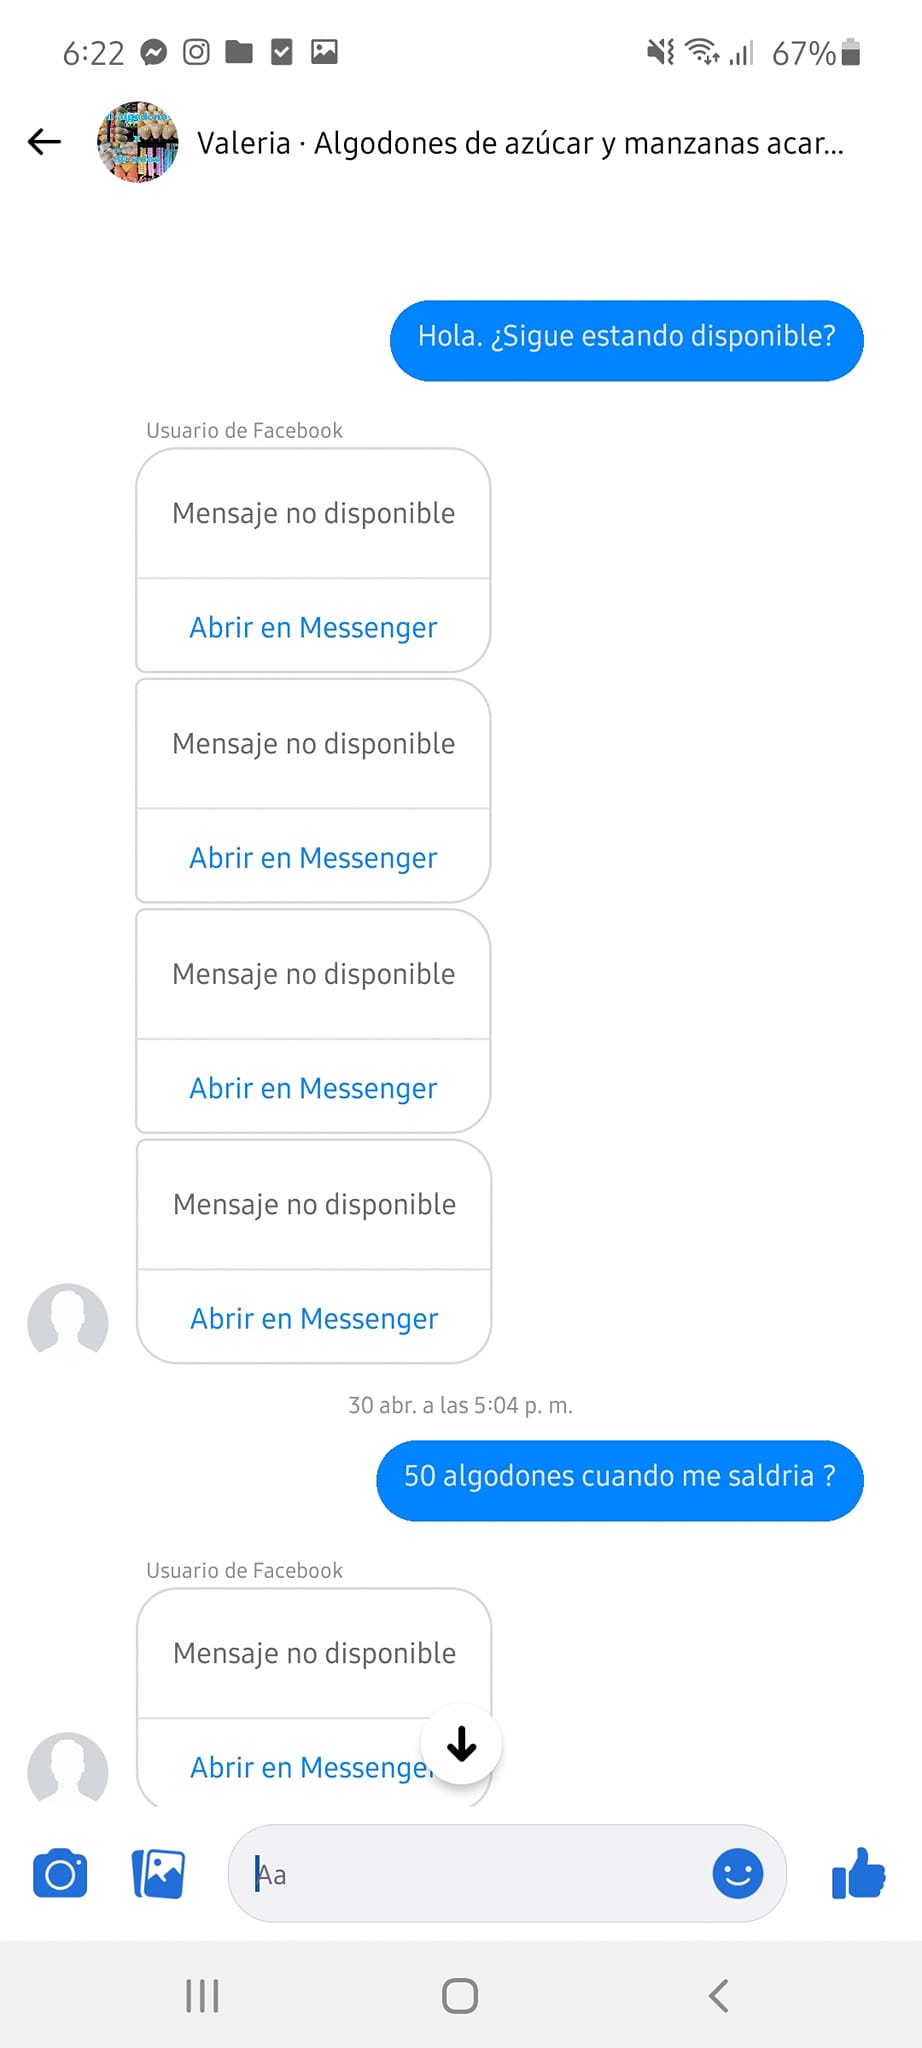 6:22
67%
Valeria · Algodones de azúcar y manzanas acar...
Hola. ¿Sigue estando disponible?
Usuario de Facebook
Mensaje no disponible
Abrir en Messenger
Mensaje no disponible
Abrir en Messenger
Mensaje no disponible
Abrir en Messenger
Mensaje no disponible
Abrir en Messenger
30 abr. a las 5:04 p. m.
50 algodones cuando me saldria ?
Usuario de Facebook
Mensaje no disponible
Abrir en Messenger
Aa